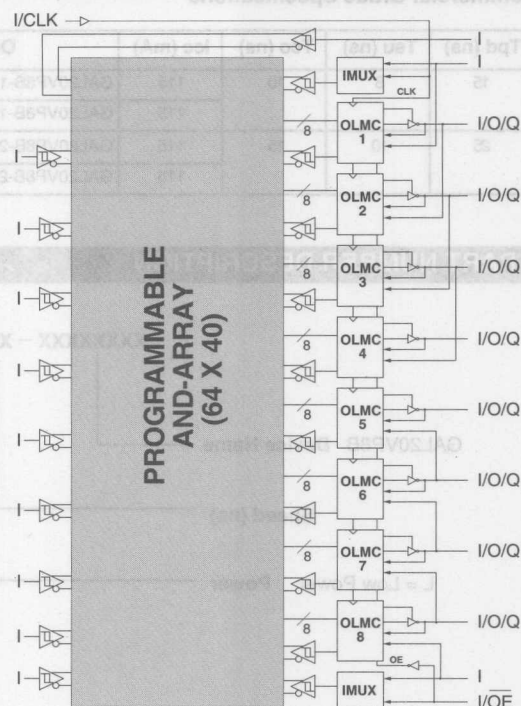 I/CLK
I
I
IMUX
CLK
8
OLMC
1
I/O/Q
I
8
OLMC
2
I/O/Q
I
8
OLMC
3
I/O/Q
I
8
OLMC
4
I/O/Q
I
8
OLMC
5
I/O/Q
I
8
OLMC
6
I/O/Q
I
8
OLMC
7
I/O/Q
I
8
OLMC
8
I/O/Q
I
OE
I
IMUX
I
I/OE
PROGRAMMABLE
AND-ARRAY
(64 X 40)